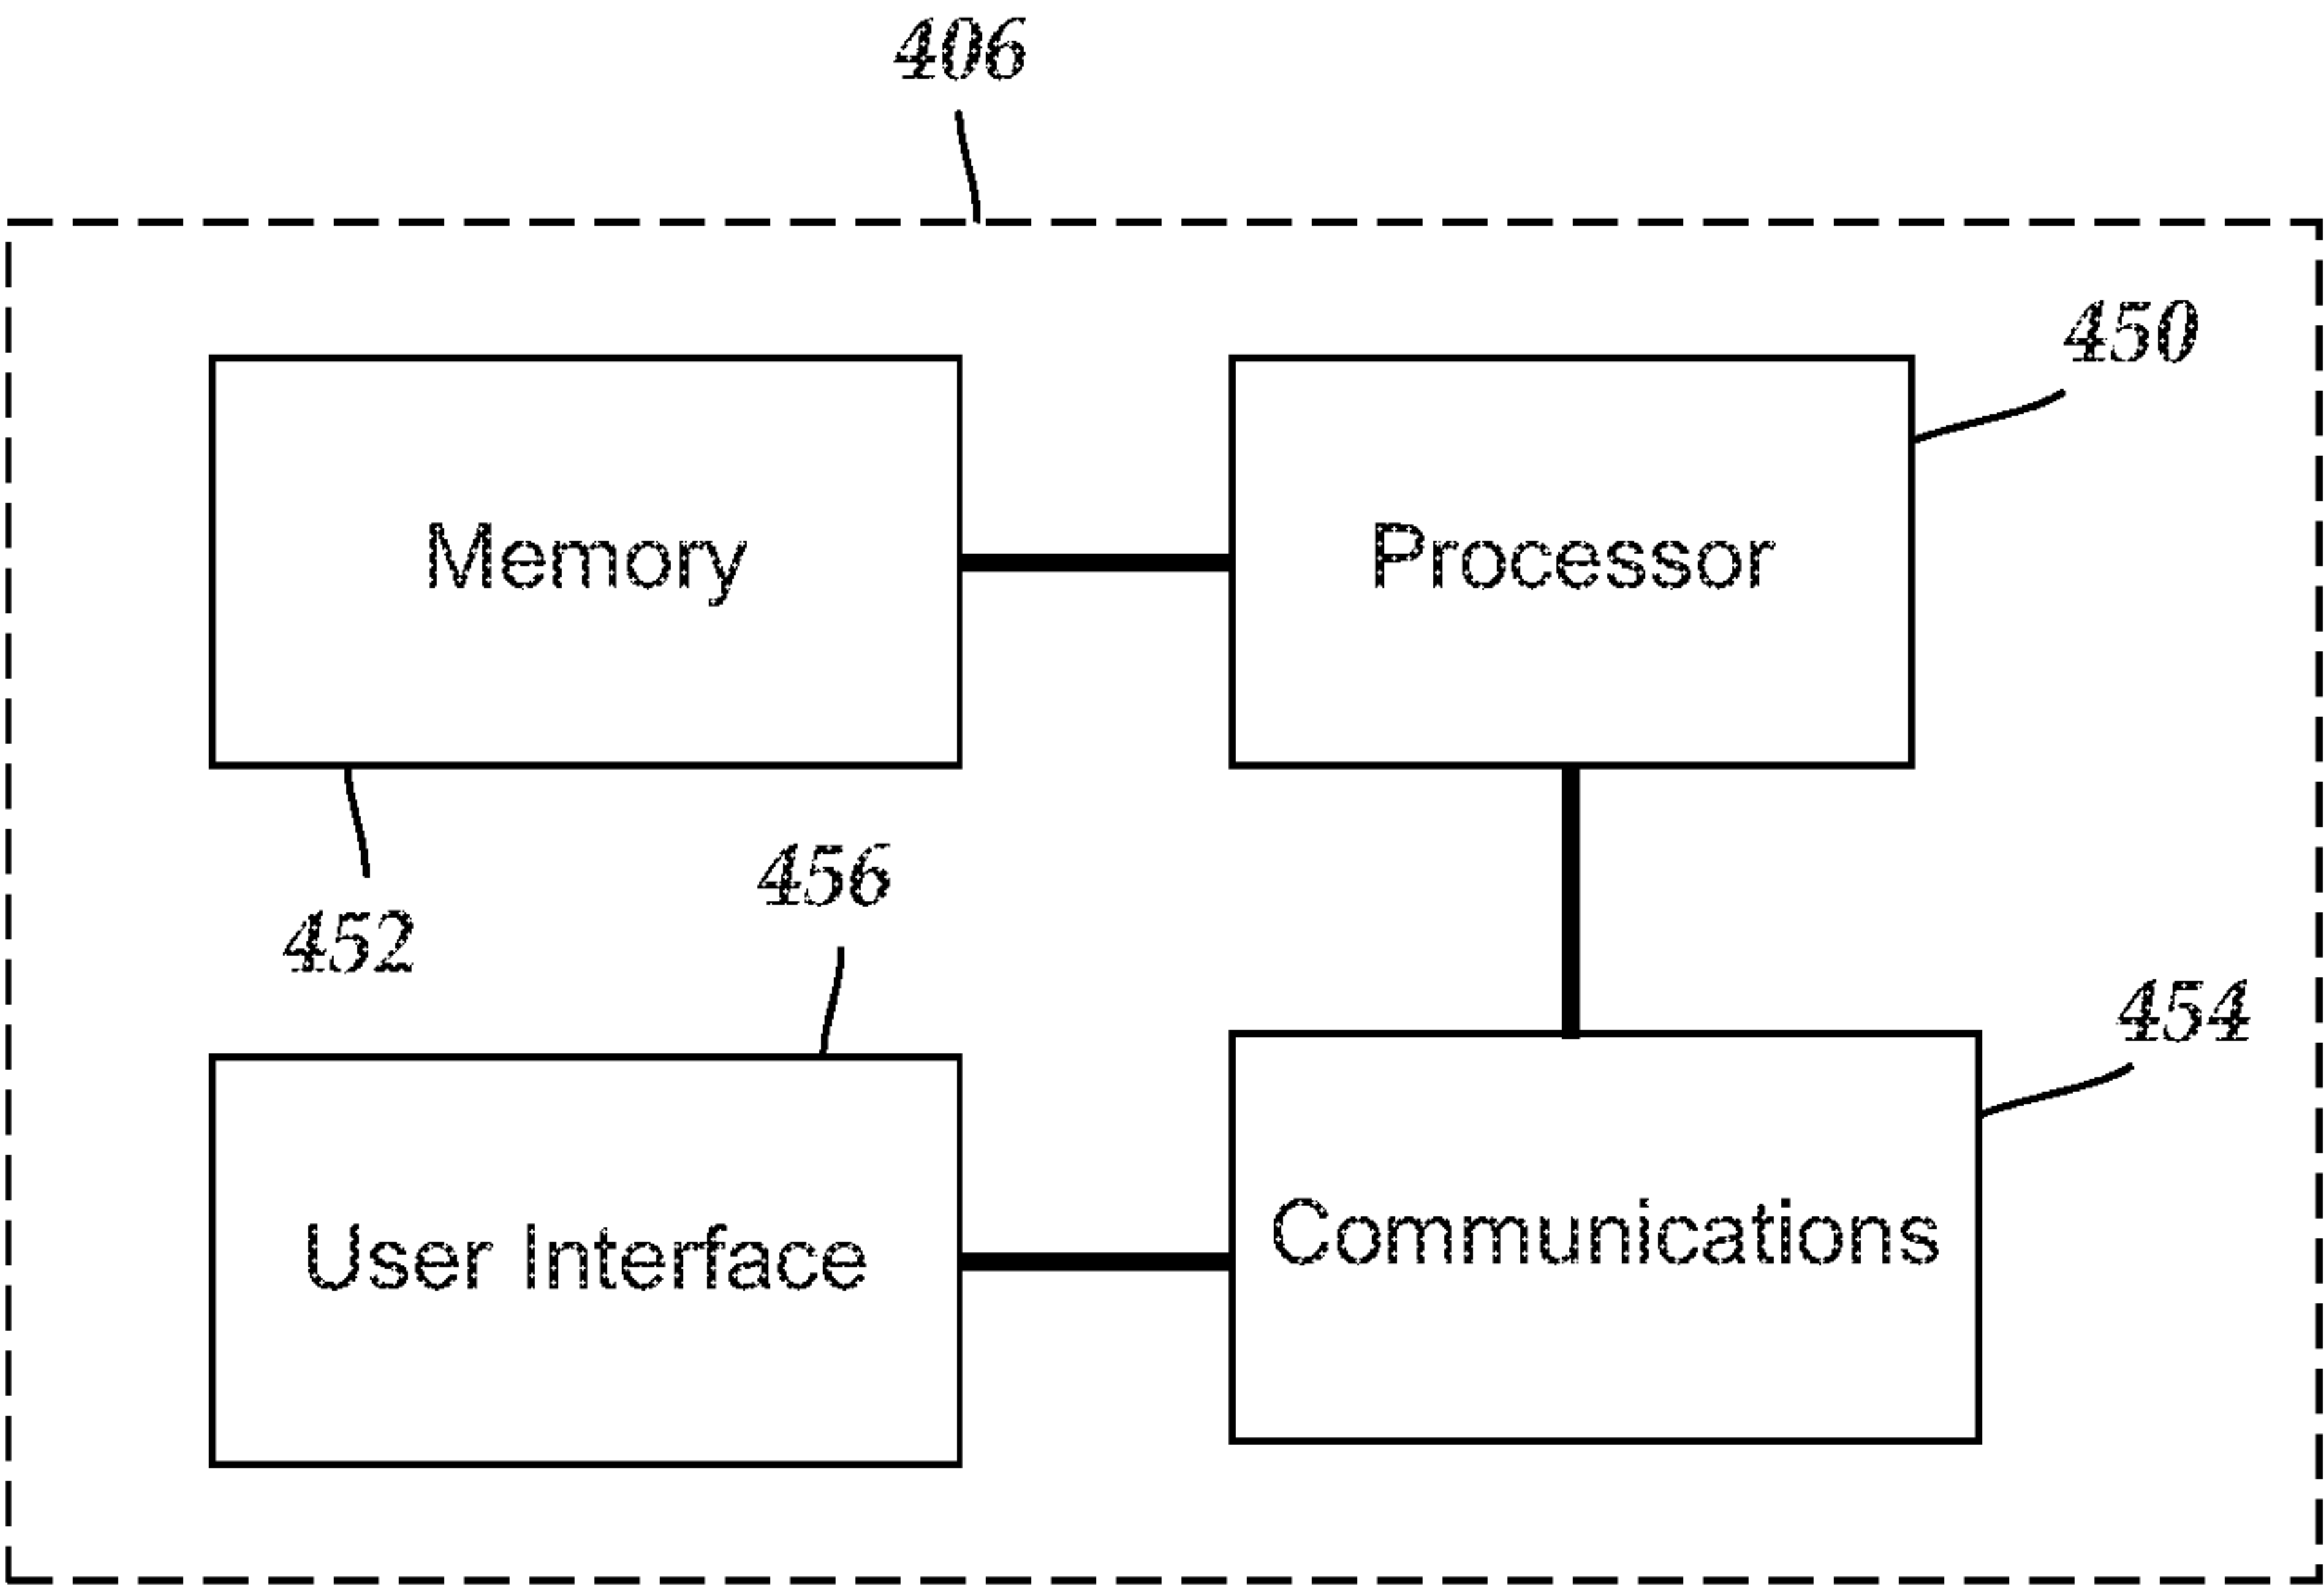 406
450
Memory
Processor
456
452
454
User Interface
Communications